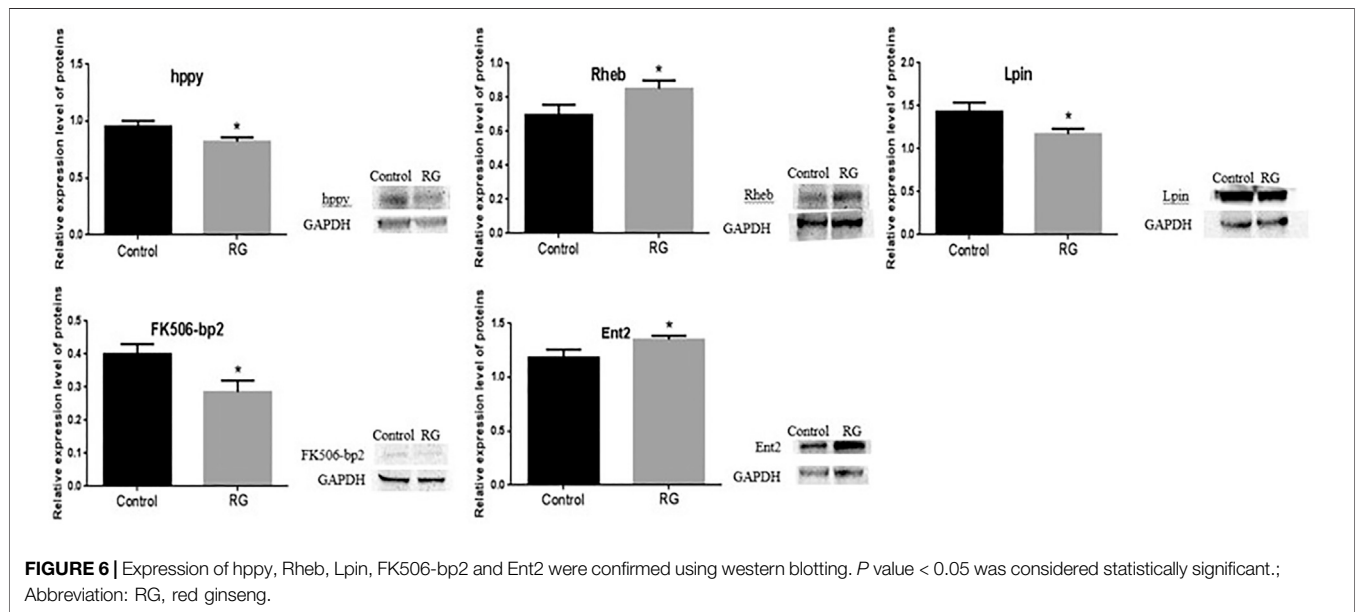 Relative expression level of proteins
hppy
1.5
1.0
0.5
0.0
*
Control
RG
Control RG
hppy
GAPDH
Relative expression level of proteins
Rheb
1.0
0.8
0.6
0.4
0.2
0.0
*
Control
RG
Control RG
Rheb
GAPDH
Relative expression level of proteins
Lpin
2.0
1.5
1.0
0.5
0.0
*
Control
RG
Control RG
Lpin
GAPDH
Relative expression level of proteins
FK506-bp2
0.5
0.4
0.3
0.2
0.1
0.0
*
Control
RG
Control RG
FK506-bp2
GAPDH
Relative expression level of proteins
Ent2
1.5
1.0
0.5
0.0
*
Control
RG
Control RG
Ent2
GAPDH
FIGURE 6 | Expression of hppy, Rheb, Lpin, FK506-bp2 and Ent2 were confirmed using western blotting. P value < 0.05 was considered statistically significant.;
Abbreviation: RG, red ginseng.